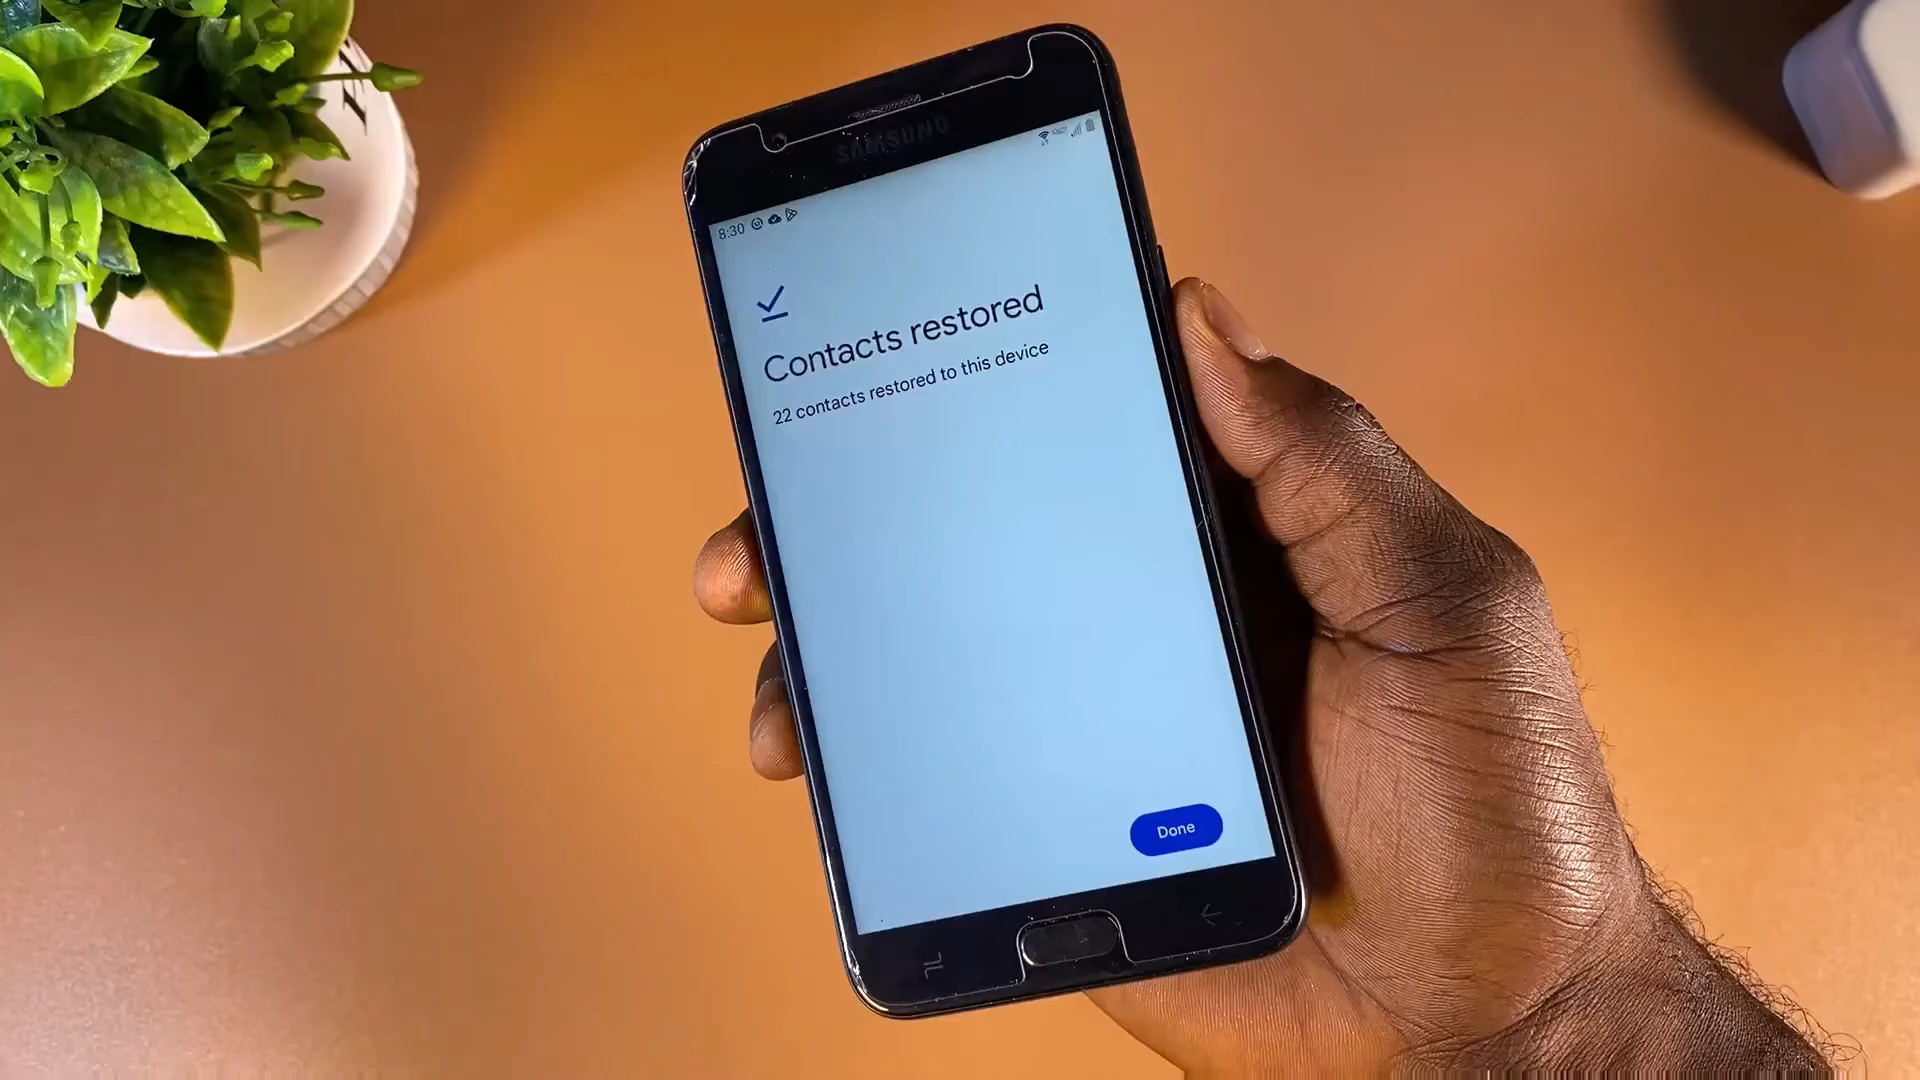 SAMSUNG
8:30
Contacts restored
22 contacts restored to this device
Done